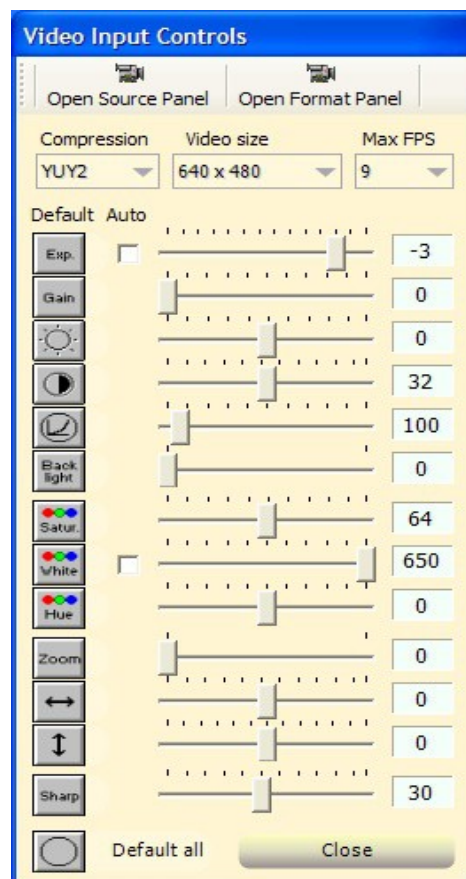 Video Input Controls
Open Source Panel Open Format Panel
Compression Video size Max FPS
YUY2 640 x 480 9
Default Auto
Exp. -3
Gain 0
0
32
100
Back light 0
Satur. 64
White 650
Hue 0
Zoom 0
0
0
Sharp 30
Default all Close